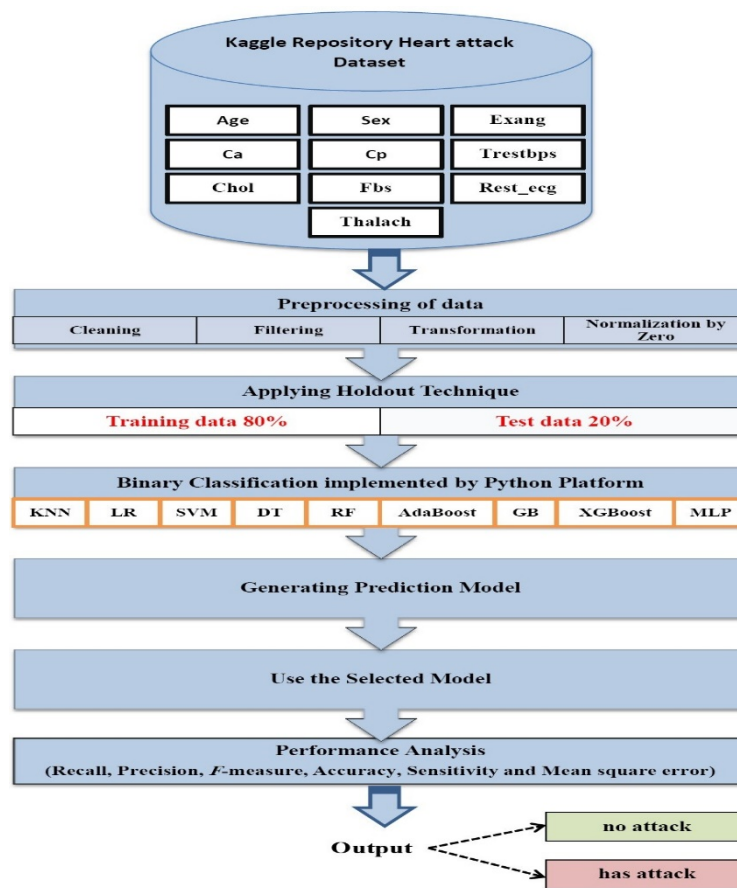 Kaggle Repository Heart attack
Dataset
Age
Sex
Exang
Ca
Cp
Trestbps
Chol
Fbs
Rest_ecg
Thalach
Preprocessing of data
Cleaning
Filtering
Transformation
Normalization by
Zero
Applying Holdout Technique
Training data 80%
Test data 20%
Binary Classification implemented by Python Platform
KNN
LR
SVM
DT
RF
AdaBoost
GB
XGBoost
MLP
Generating Prediction Model
Use the Selected Model
Performance Analysis
(Recall, Precision, F-measure, Accuracy, Sensitivity and Mean square error)
Output
no attack
has attack